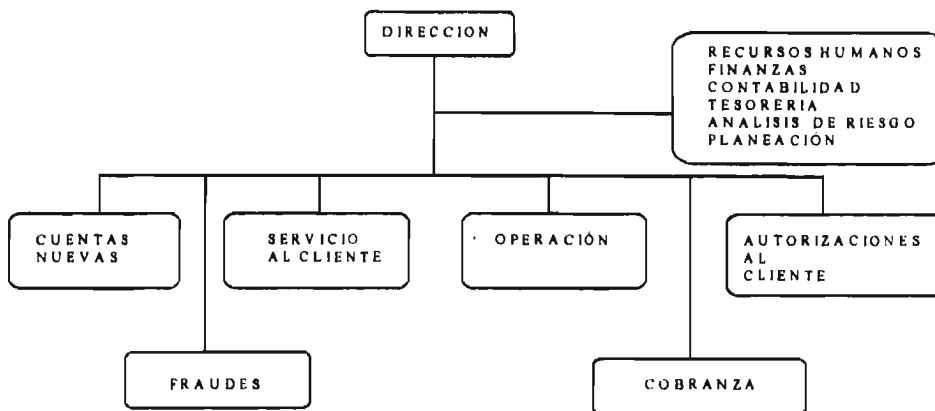 DIRECCION
RECURSOS HUMANOS
FINANZAS
CONTABILIDAD
TESORERIA
ANALISIS DE RIESGO
PLANEACIÓN
CUENTAS
NUEVAS
SERVICIO
AL CLIENTE
OPERACIÓN
AUTORIZACIONES
AL
CLIENTE
FRAUDES
COBRANZA